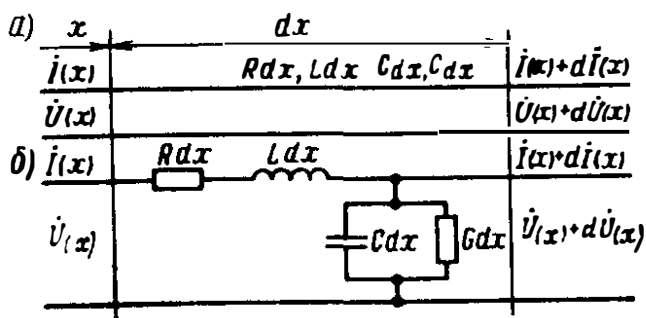 а) x dx
İ(x) Rdx, Ldx Cdx, Cdx İ(x)+dİ(x)
U̇(x) U̇(x)+dU̇(x)
б) İ(x) Rdx Ldx İ(x)+dİ(x)
U̇(x) Cdx Gdx U̇(x)+dU̇(x)